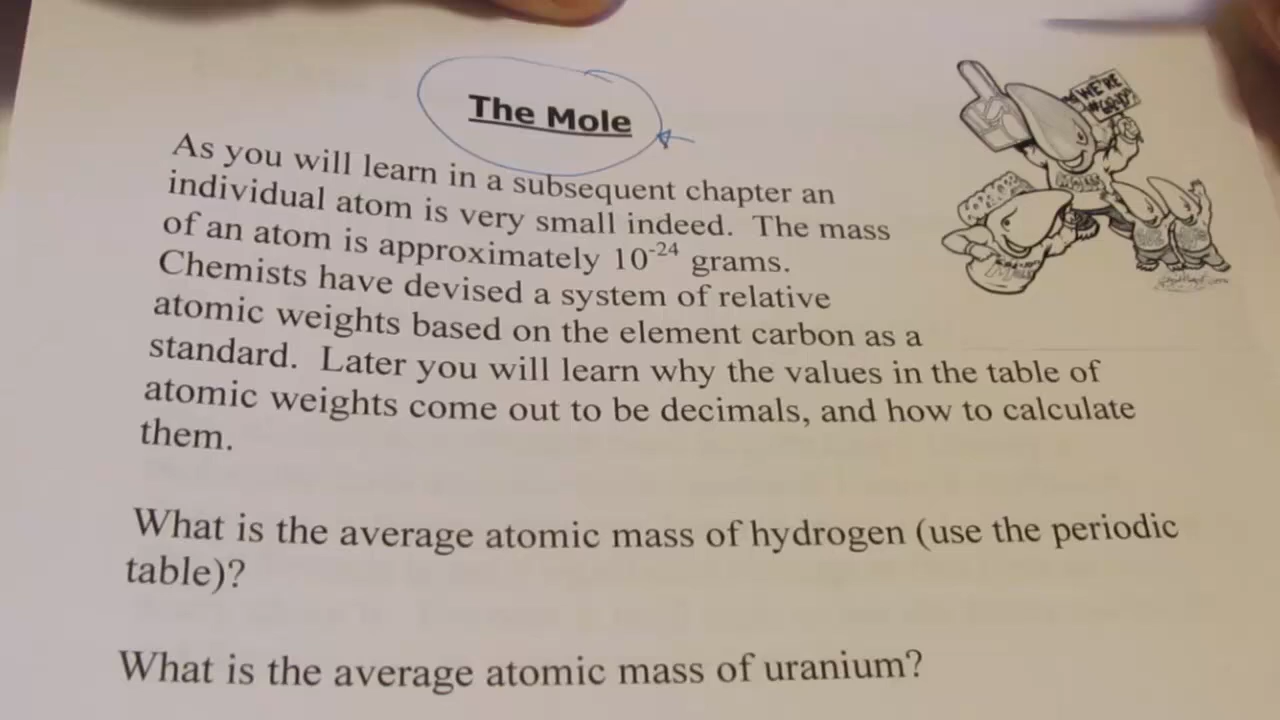 The Mole
As you will learn in a subsequent chapter an
individual atom is very small indeed. The mass
of an atom is approximately 10⁻²⁴ grams.
Chemists have devised a system of relative
atomic weights based on the element carbon as a
standard. Later you will learn why the values in the table of
atomic weights come out to be decimals, and how to calculate
them.
What is the average atomic mass of hydrogen (use the periodic
table)?
What is the average atomic mass of uranium?
WE'RE